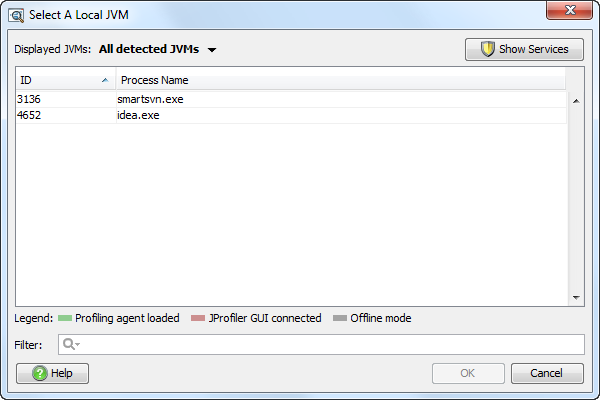 Select A Local JVM
Displayed JVMs: All detected JVMs Show Services
ID Process Name
3136 smartsvn.exe
4652 idea.exe
Legend: Profiling agent loaded JProfiler GUI connected Offline mode
Filter:
Help OK Cancel